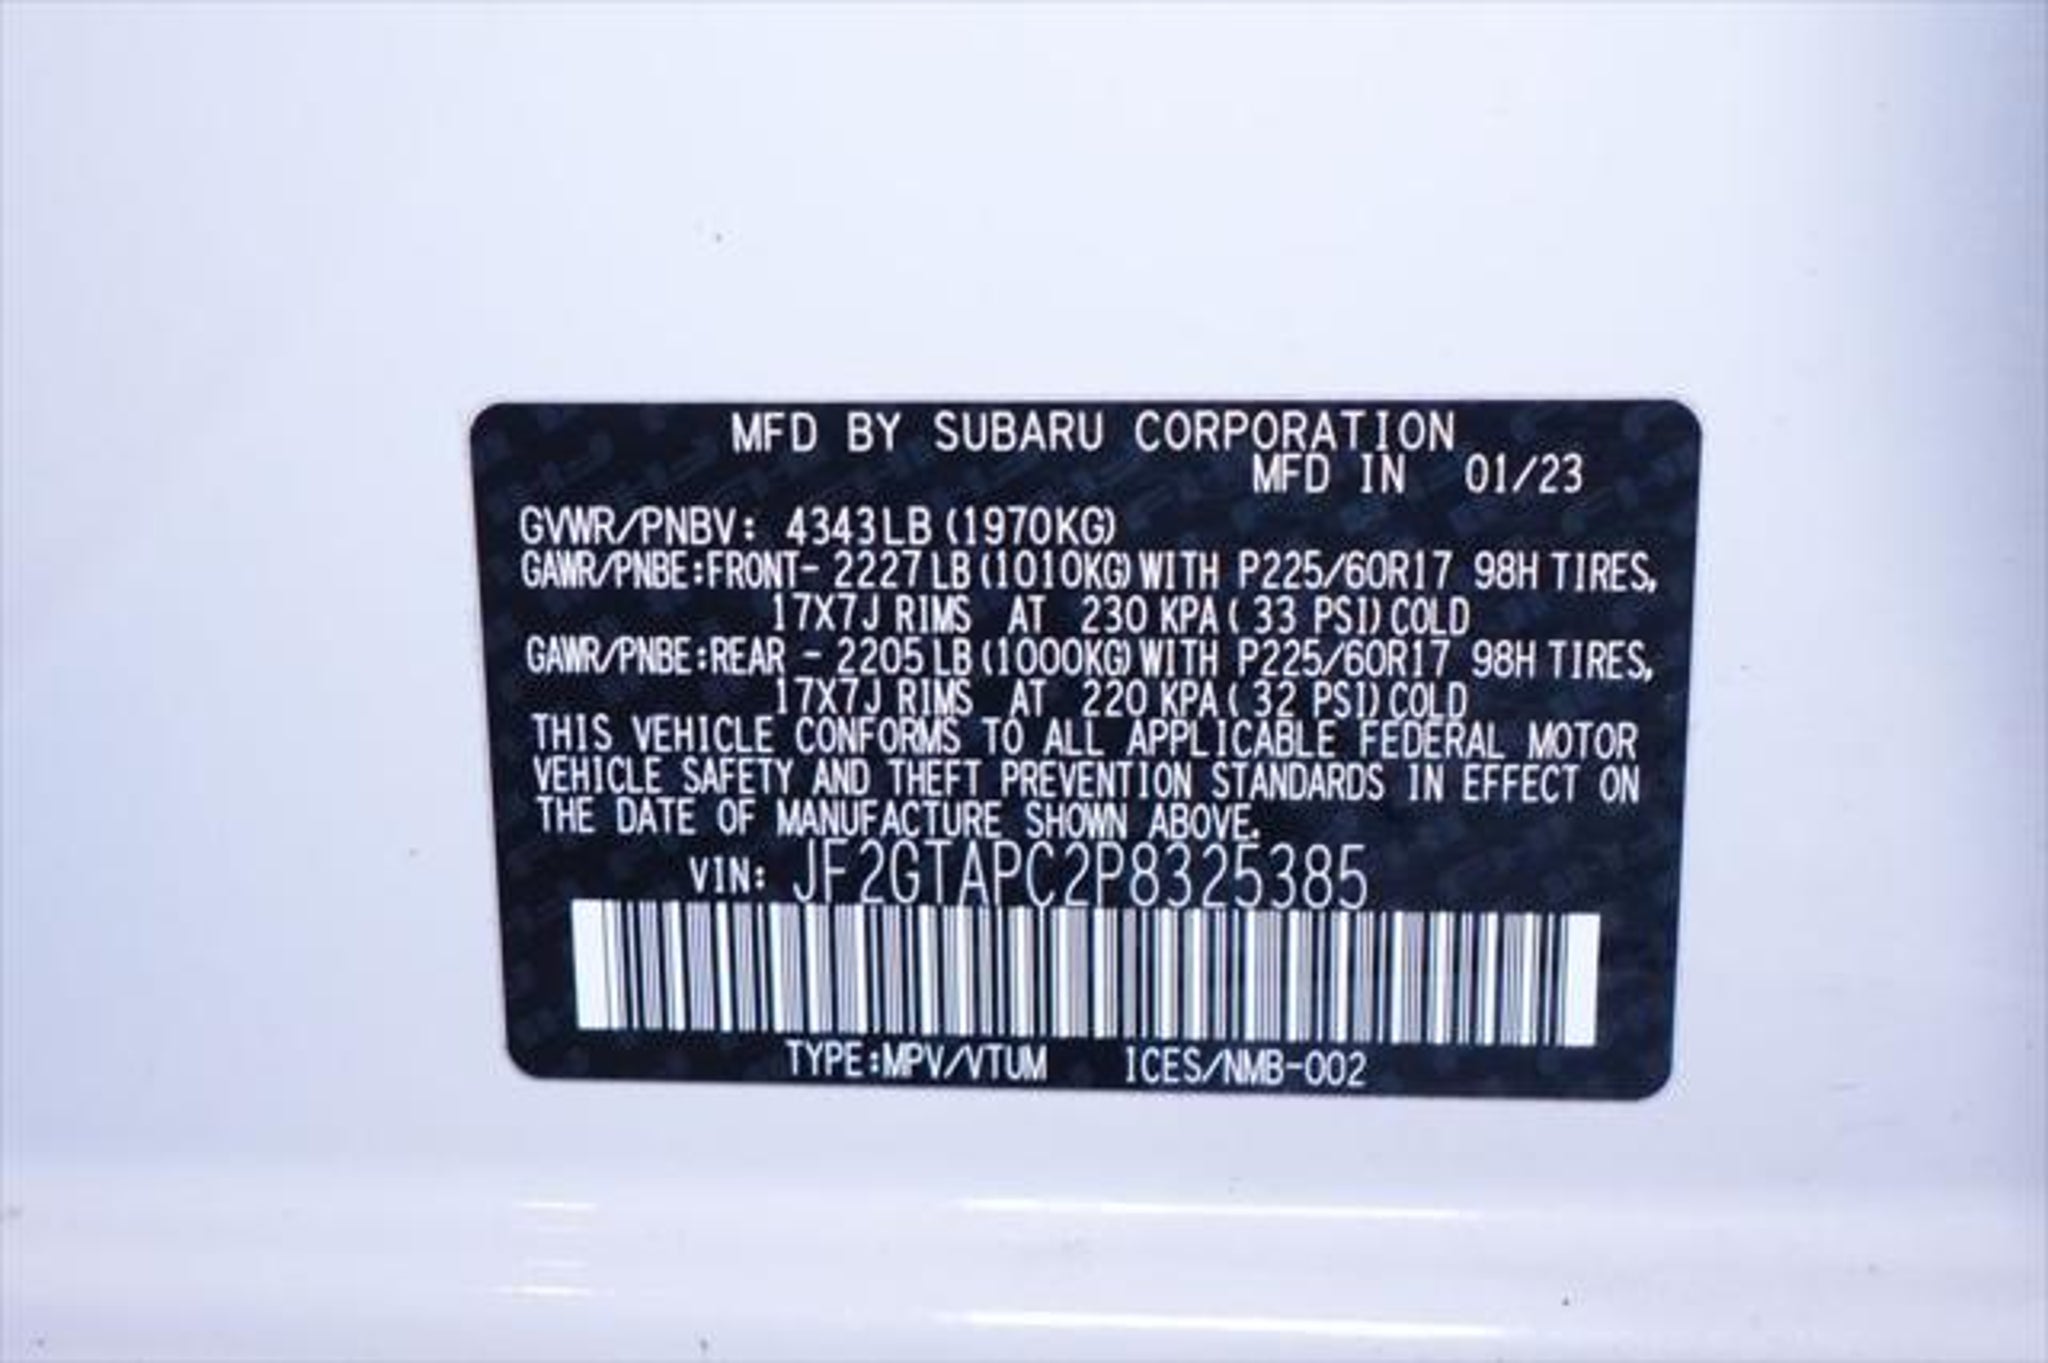 MFD BY SUBARU CORPORATION
MFD IN 01/23
GVWR/PNBV: 4343LB(1970KG)
GAWR/PNBE:FRONT- 2227LB(1010KG)WITH P225/60R17 98H TIRES,
17X7J RIMS AT 230 KPA( 33 PSI)COLD
GAWR/PNBE:REAR - 2205LB(1000KG)WITH P225/60R17 98H TIRES,
17X7J RIMS AT 220 KPA( 32 PSI)COLD
THIS VEHICLE CONFORMS TO ALL APPLICABLE FEDERAL MOTOR
VEHICLE SAFETY AND THEFT PREVENTION STANDARDS IN EFFECT ON
THE DATE OF MANUFACTURE SHOWN ABOVE.
VIN: JF2GTAPC2P8325385
TYPE:MPV/VTUM ICES/NMB-002